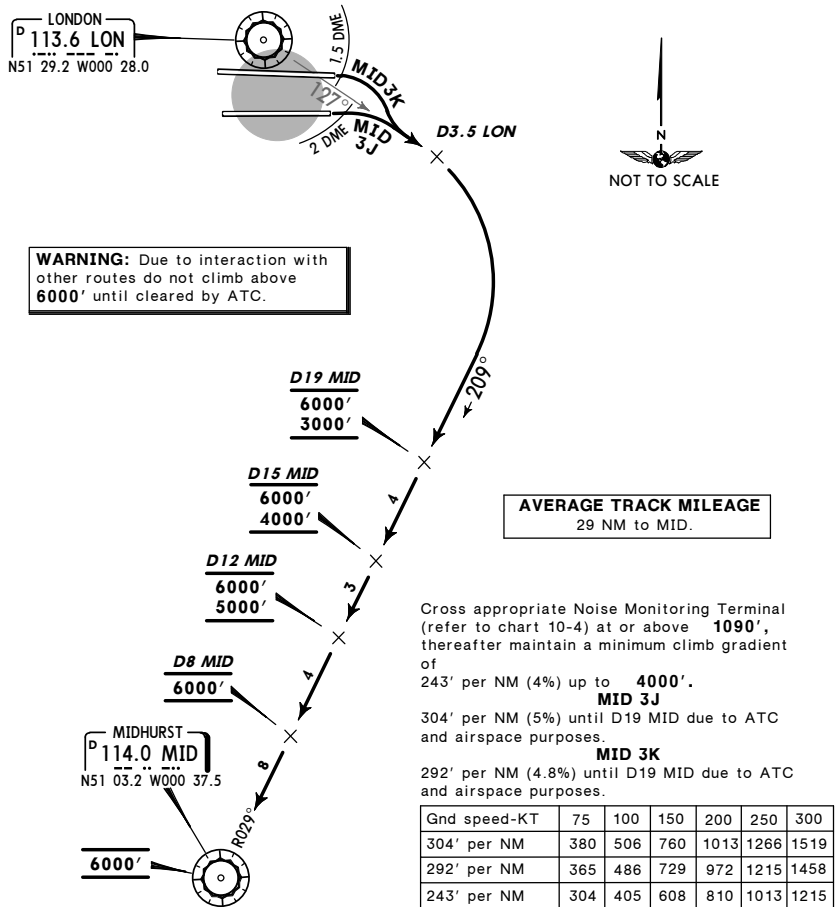 LONDON
D 113.6 LON
N51 29.2 W000 28.0
1.5 DME
127°
MID3K
2 DME
MID
3J
D3.5 LON
N
NOT TO SCALE
WARNING: Due to interaction with
other routes do not climb above
6000' until cleared by ATC.
209°
D19 MID
6000'
3000'
4
D15 MID
6000'
4000'
AVERAGE TRACK MILEAGE
29 NM to MID.
3
D12 MID
6000'
5000'
4
D8 MID
6000'
8
MIDHURST
D 114.0 MID
N51 03.2 W000 37.5
R029°
6000'
Cross appropriate Noise Monitoring Terminal
(refer to chart 10-4) at or above 1090',
thereafter maintain a minimum climb gradient
of
243' per NM (4%) up to 4000'.
MID 3J
304' per NM (5%) until D19 MID due to ATC
and airspace purposes.
MID 3K
292' per NM (4.8%) until D19 MID due to ATC
and airspace purposes.
Gnd speed-KT 75 100 150 200 250 300
304' per NM 380 506 760 1013 1266 1519
292' per NM 365 486 729 972 1215 1458
243' per NM 304 405 608 810 1013 1215